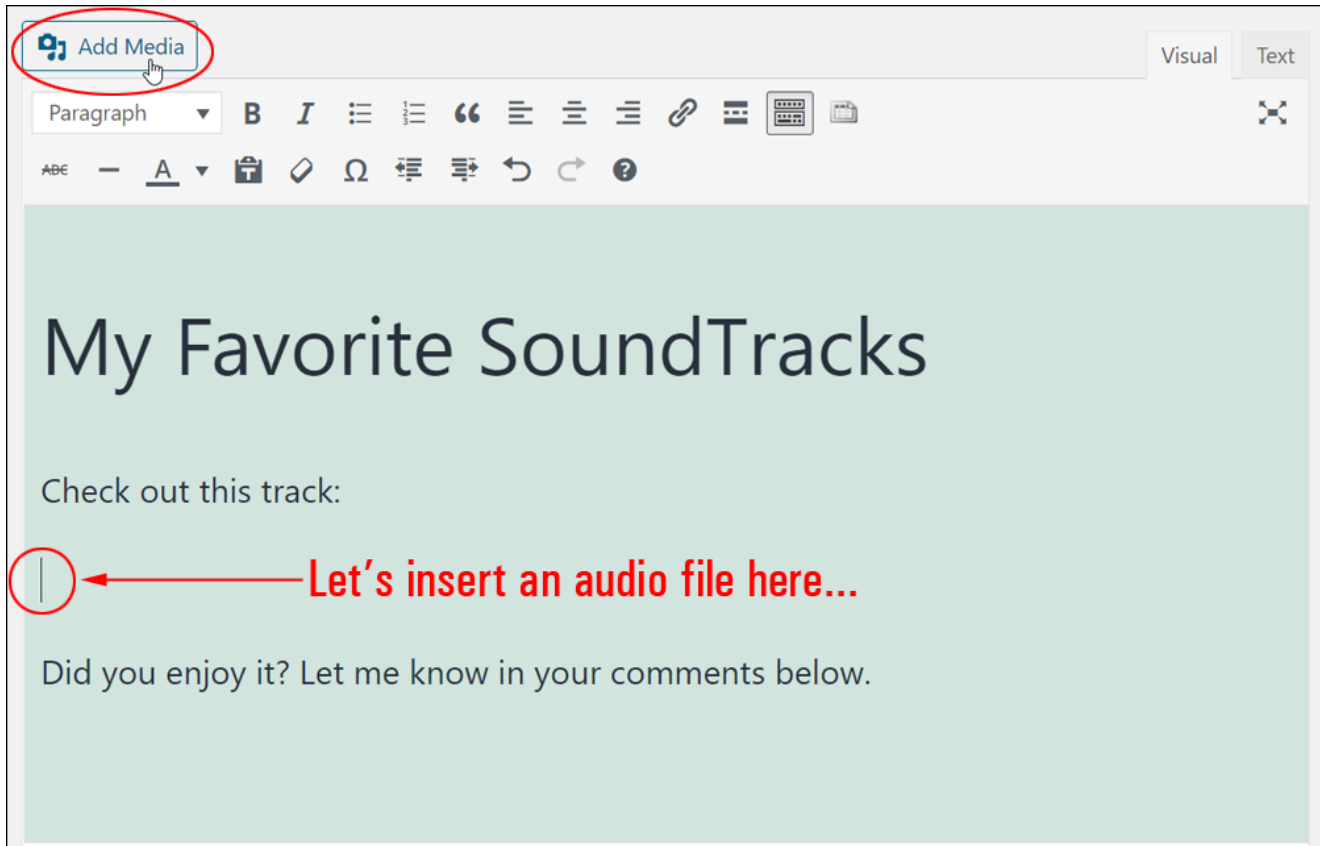 Add Media
Visual Text
Paragraph B I
ABC A Ω
My Favorite SoundTracks
Check out this track:
Let's insert an audio file here...
Did you enjoy it? Let me know in your comments below.